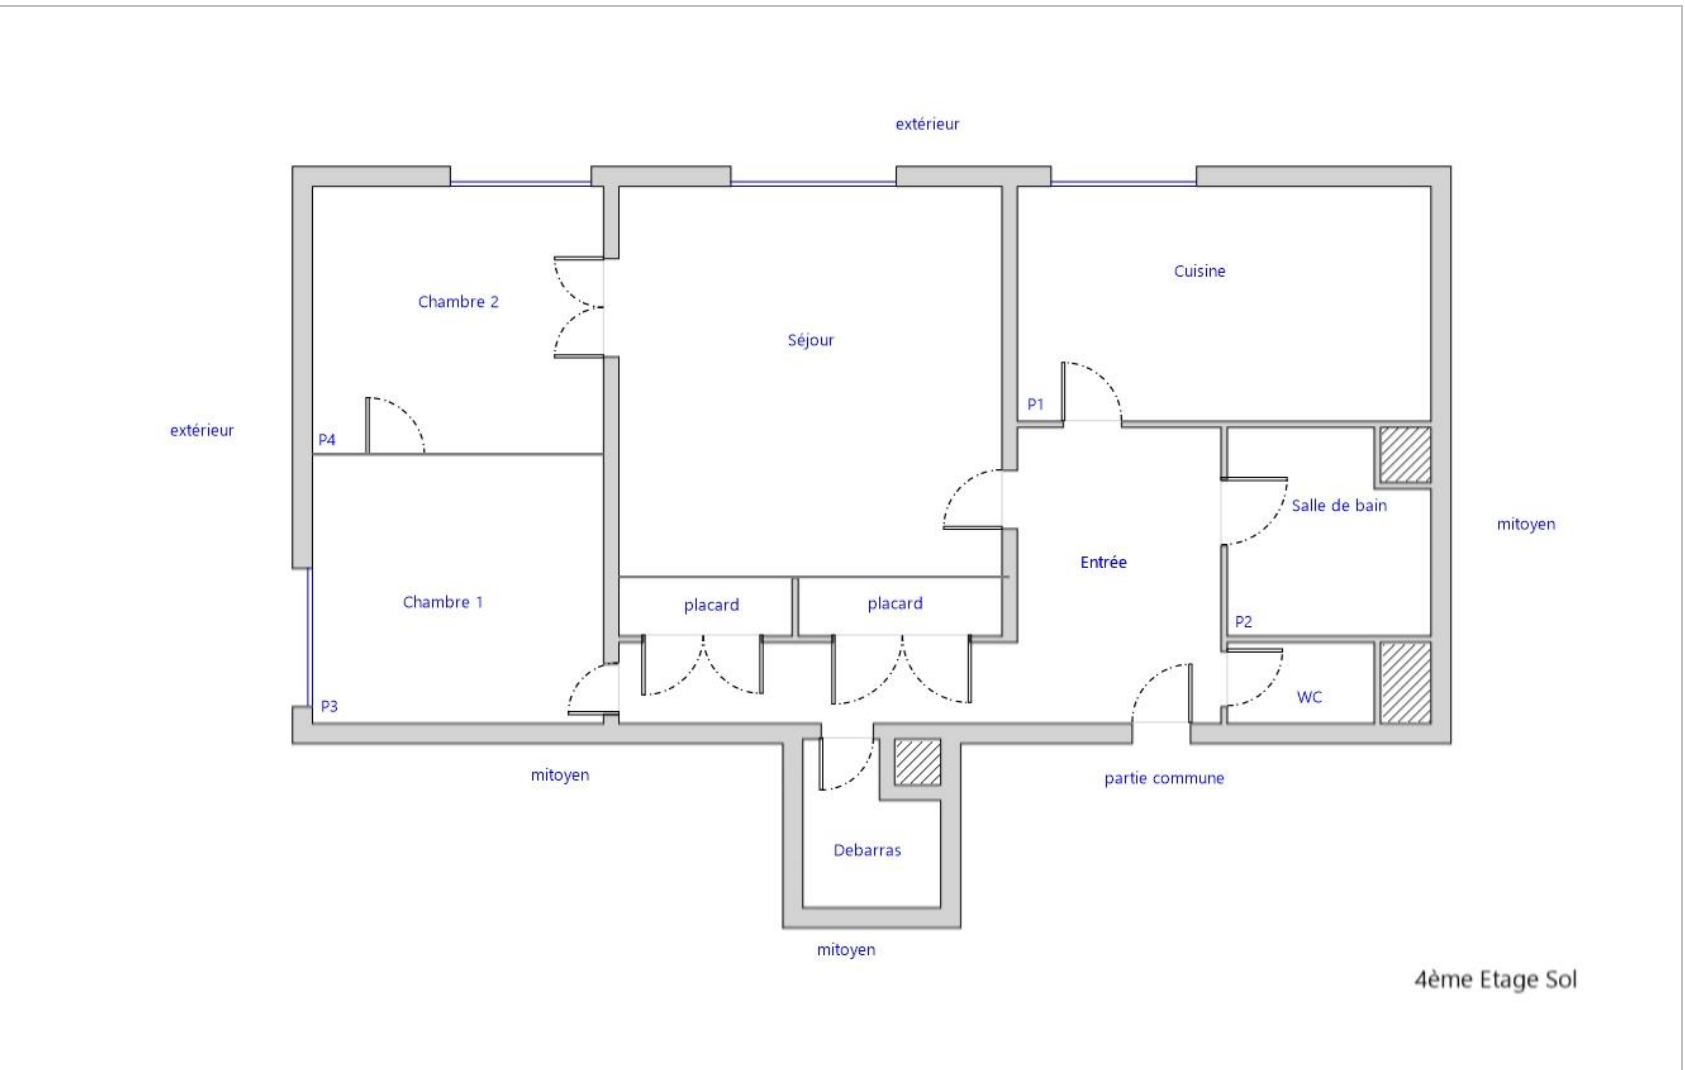 extérieur
Cuisine
Chambre 2
Séjour
P1
extérieur
P4
Salle de bain
mitoyen
Entrée
Chambre 1
placard
placard
P2
P3
WC
mitoyen
partie commune
Debarras
mitoyen
4ème Etage Sol